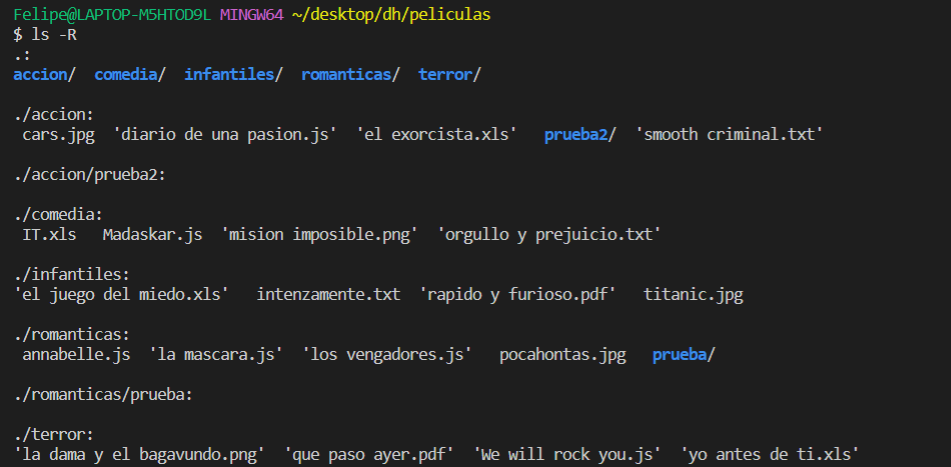 Felipe@LAPTOP-M5HTOD9L MINGW64 ~/desktop/dh/peliculas
$ ls -R
.:
accion/  comedia/  infantiles/  romanticas/  terror/
./accion:
cars.jpg  'diario de una pasion.js'  'el exorcista.xls'  prueba2/  'smooth criminal.txt'
./accion/prueba2:
./comedia:
IT.xls  Madaskar.js  'mision imposible.png'  'orgullo y prejuicio.txt'
./infantiles:
'el juego del miedo.xls'  intenzamente.txt  'rapido y furioso.pdf'  titanic.jpg
./romanticas:
annabelle.js  'la mascara.js'  'los vengadores.js'  pocahontas.jpg  prueba/
./romanticas/prueba:
./terror:
'la dama y el bagavundo.png'  'que paso ayer.pdf'  'We will rock you.js'  'yo antes de ti.xls'